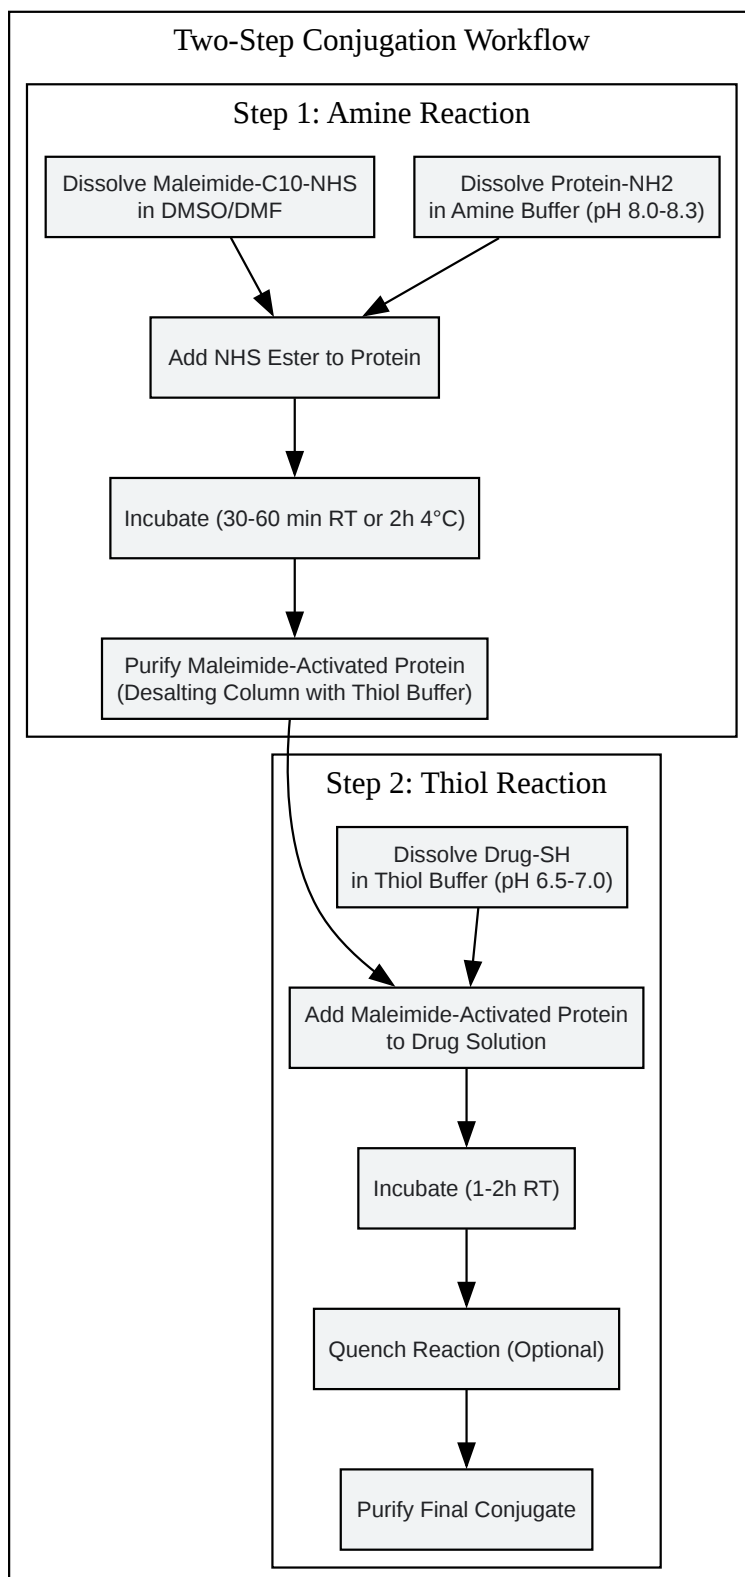 Two-Step Conjugation Workflow
Step 1: Amine Reaction
Dissolve Maleimide-C10-NHS
in DMSO/DMF
Dissolve Protein-NH2
in Amine Buffer (pH 8.0-8.3)
Add NHS Ester to Protein
Incubate (30-60 min RT or 2h 4°C)
Purify Maleimide-Activated Protein
(Desalting Column with Thiol Buffer)
Step 2: Thiol Reaction
Dissolve Drug-SH
in Thiol Buffer (pH 6.5-7.0)
Add Maleimide-Activated Protein
to Drug Solution
Incubate (1-2h RT)
Quench Reaction (Optional)
Purify Final Conjugate